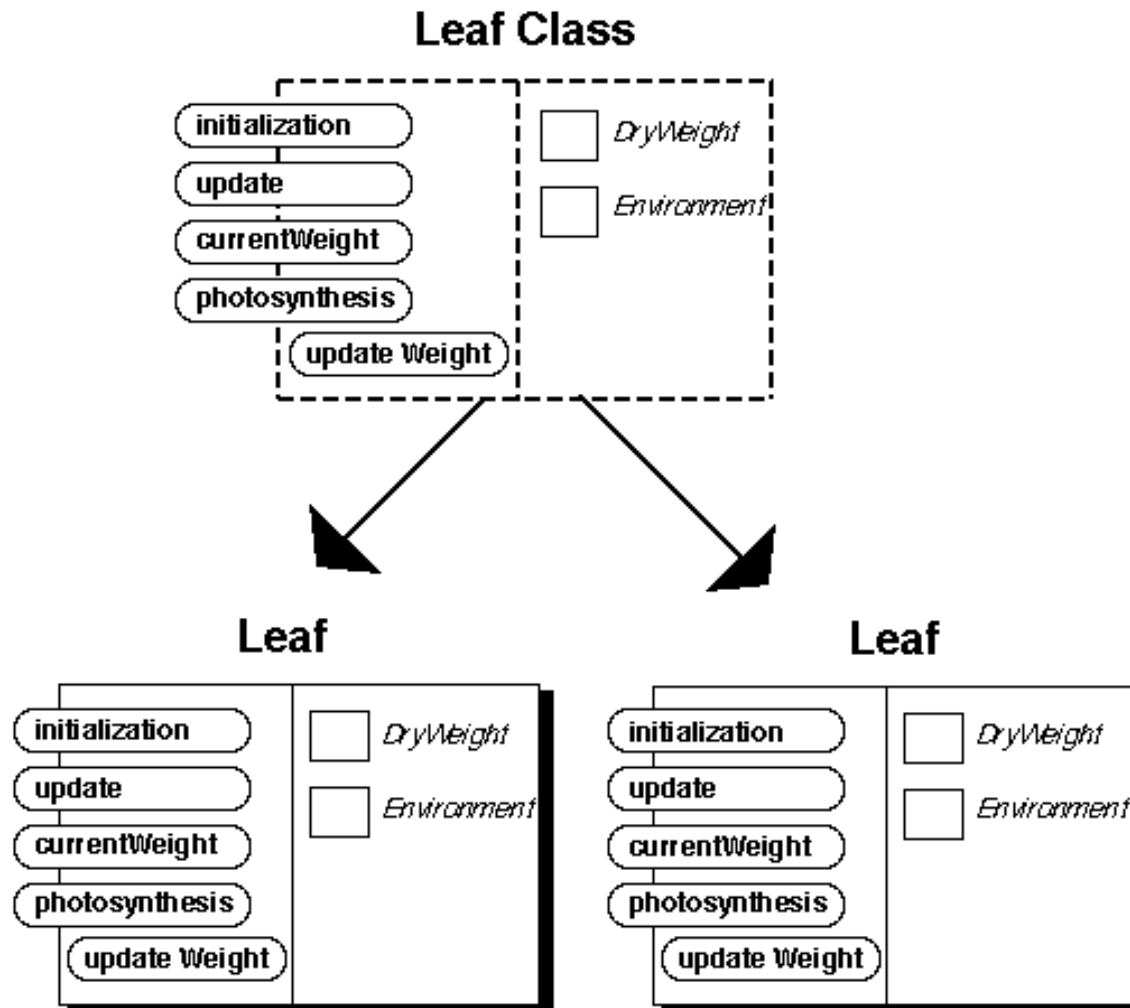 Leaf Class
initialization
update
currentWeight
photosynthesis
update Weight
DryWeight
Environment
Leaf
initialization
update
currentWeight
photosynthesis
update Weight
DryWeight
Environment
Leaf
initialization
update
currentWeight
photosynthesis
update Weight
DryWeight
Environment